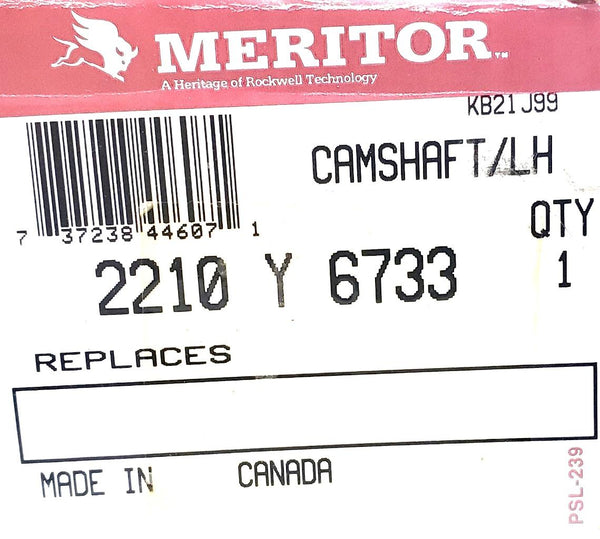 MERITOR™
A Heritage of Rockwell Technology
KB21J99
CAMSHAFT/LH
7 37238 44607 1
QTY
2210 Y 6733 1
REPLACES
MADE IN CANADA
PSL-239